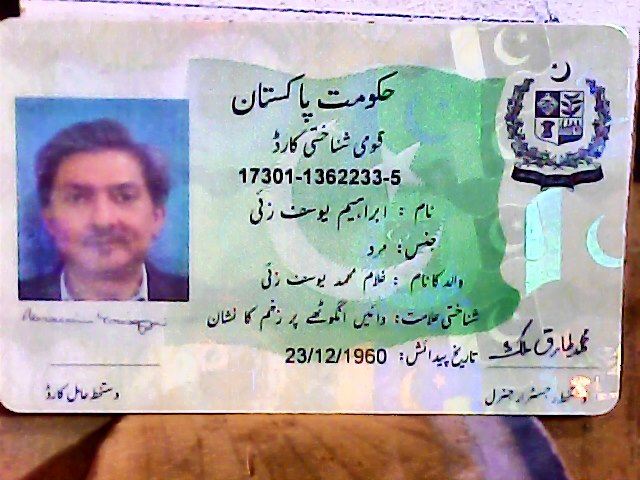 حکومت پاکستان
قومی شناختی کارڈ
17301-1362233-5
نام : ابراہیم یوسف زئی
جنس : مرد
والد کا نام : غلام محمد یوسف زئی
شناختی علامت : دائیں انگوٹھے پر زخم کا نشان
تاریخ پیدائش : 23/12/1960
محمد طارق ملک
دستخط حامل کارڈ
دستخط رجسٹرار جنرل